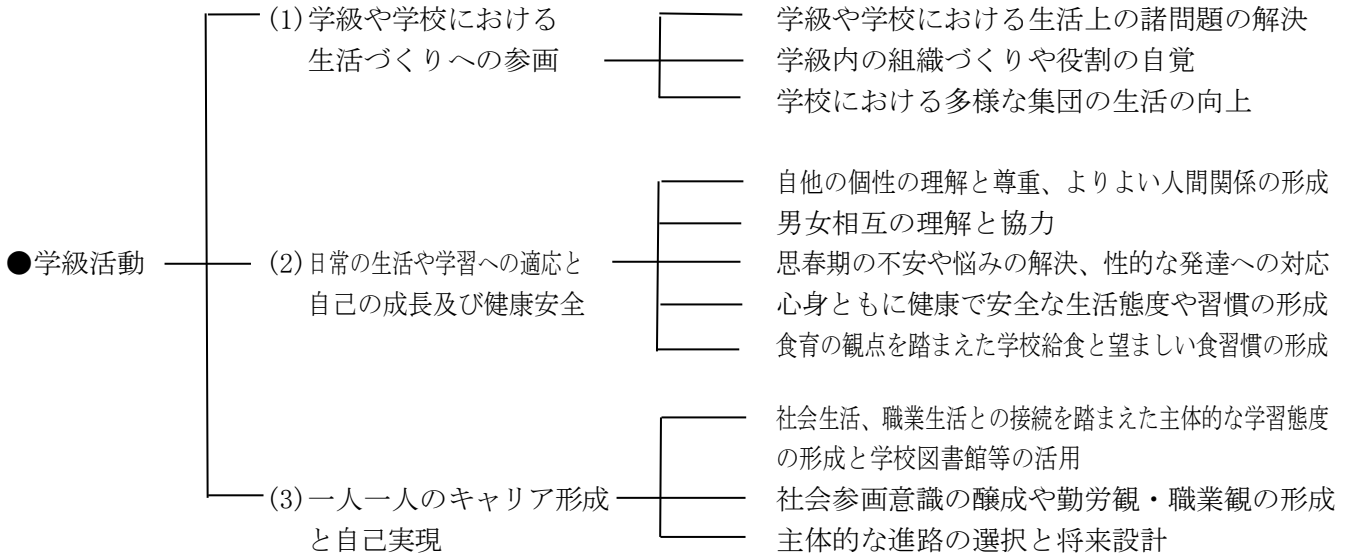 ●学級活動
(1)学級や学校における
生活づくりへの参画
学級や学校における生活上の諸問題の解決
学級内の組織づくりや役割の自覚
学校における多様な集団の生活の向上
(2)日常の生活や学習への適応と
自己の成長及び健康安全
自他の個性の理解と尊重、よりよい人間関係の形成
男女相互の理解と協力
思春期の不安や悩みの解決、性的な発達への対応
心身ともに健康で安全な生活態度や習慣の形成
食育の観点を踏まえた学校給食と望ましい食習慣の形成
(3)一人一人のキャリア形成
と自己実現
社会生活、職業生活との接続を踏まえた主体的な学習態度
の形成と学校図書館等の活用
社会参画意識の醸成や勤労観・職業観の形成
主体的な進路の選択と将来設計